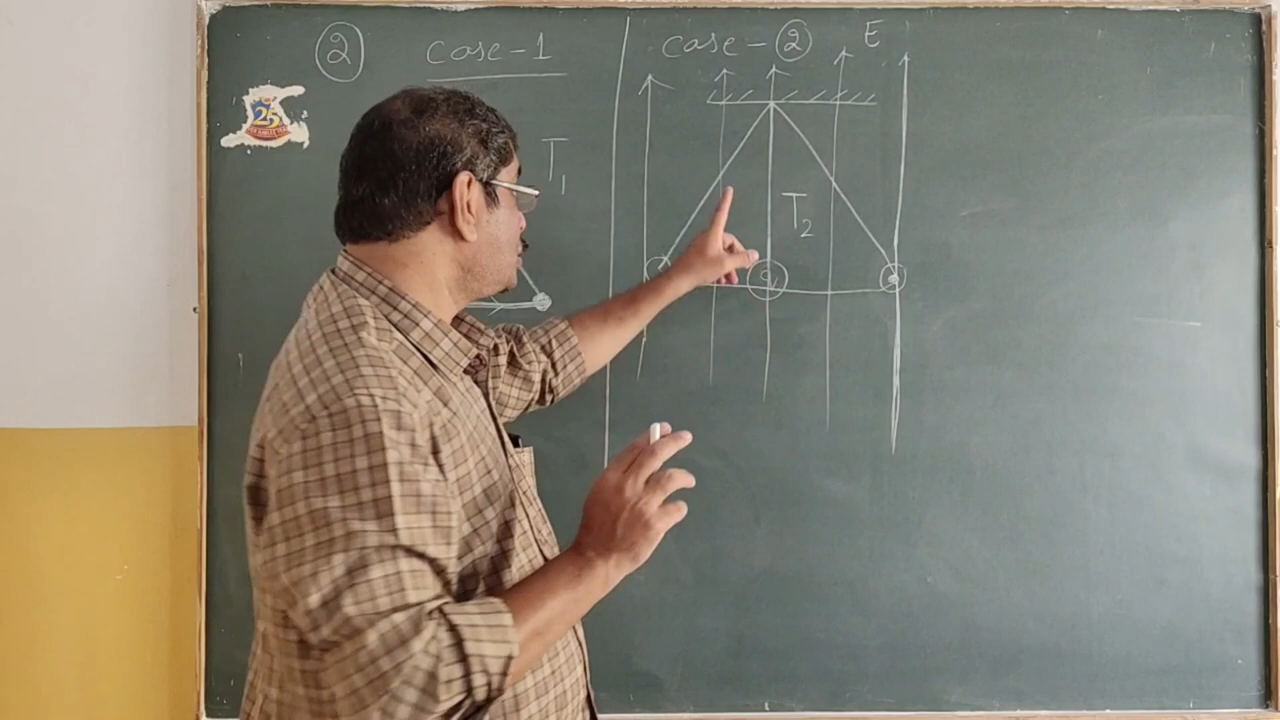 ② case-1
T₁
case-②
E
T₂
q
25